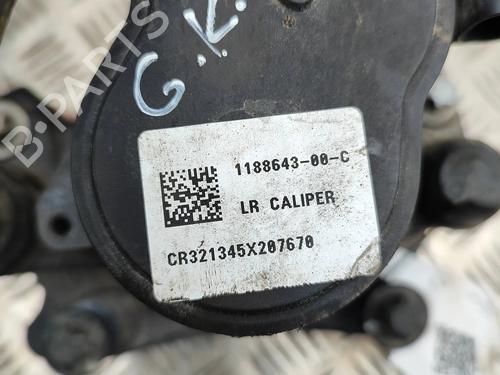 G.K.
B-PARTS
1188643-00-C
LR CALIPER
CR321345X207670